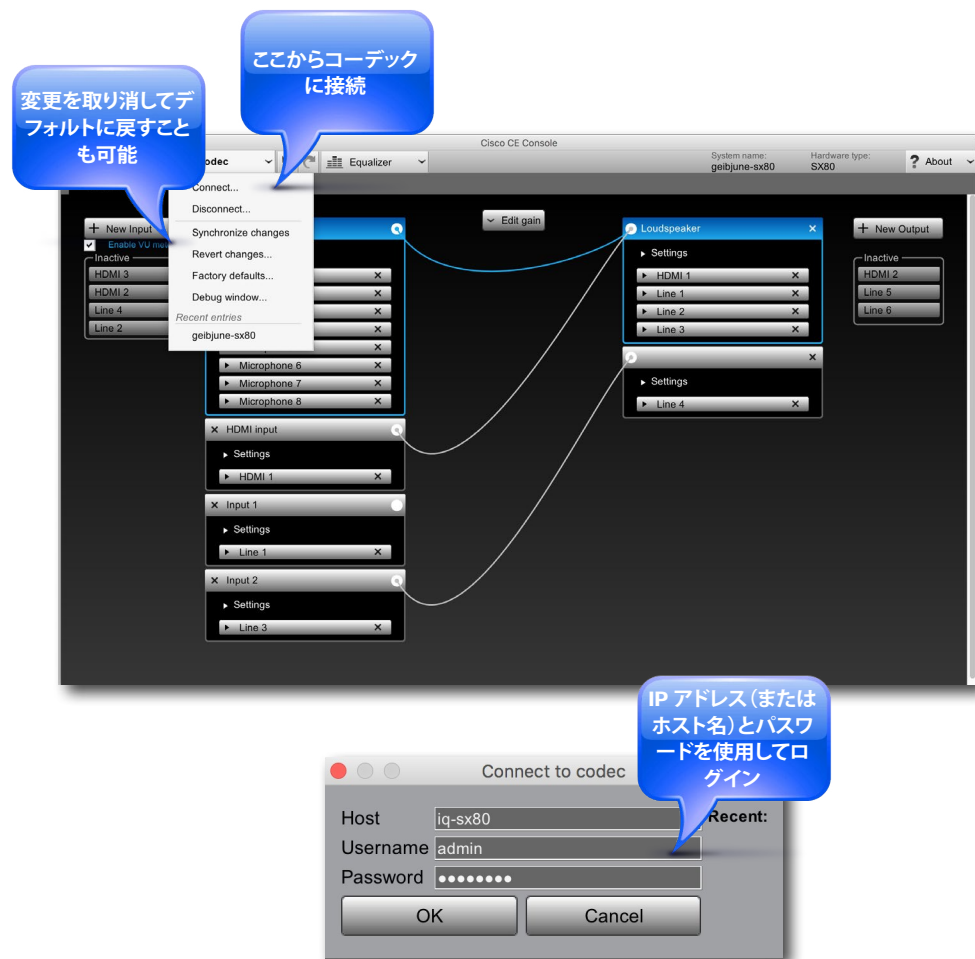 ここからコーデック
に接続
変更を取り消してデ
フォルトに戻すこと
も可能
Cisco CE Console
Equalizer
System name:
geibjune-sx80
Hardware type:
SX80
? About
Connect...
Disconnect...
Synchronize changes
Revert changes...
Factory defaults...
Debug window...
Recent entries
geibjune-sx80
+ New Input
Enable VU
Inactive
HDMI 3
HDMI 2
Line 4
Line 2
Microphone 6
Microphone 7
Microphone 8
HDMI input
Settings
HDMI 1
Input 1
Settings
Line 1
Input 2
Settings
Line 3
Edit gain
Loudspeaker
Settings
HDMI 1
Line 1
Line 2
Line 3
Settings
Line 4
+ New Output
Inactive
HDMI 2
Line 5
Line 6
IP アドレス(または
ホスト名)とパスワ
ードを使用してロ
グイン
Connect to codec
Host
iq-sx80
Recent:
Username
admin
Password
OK
Cancel